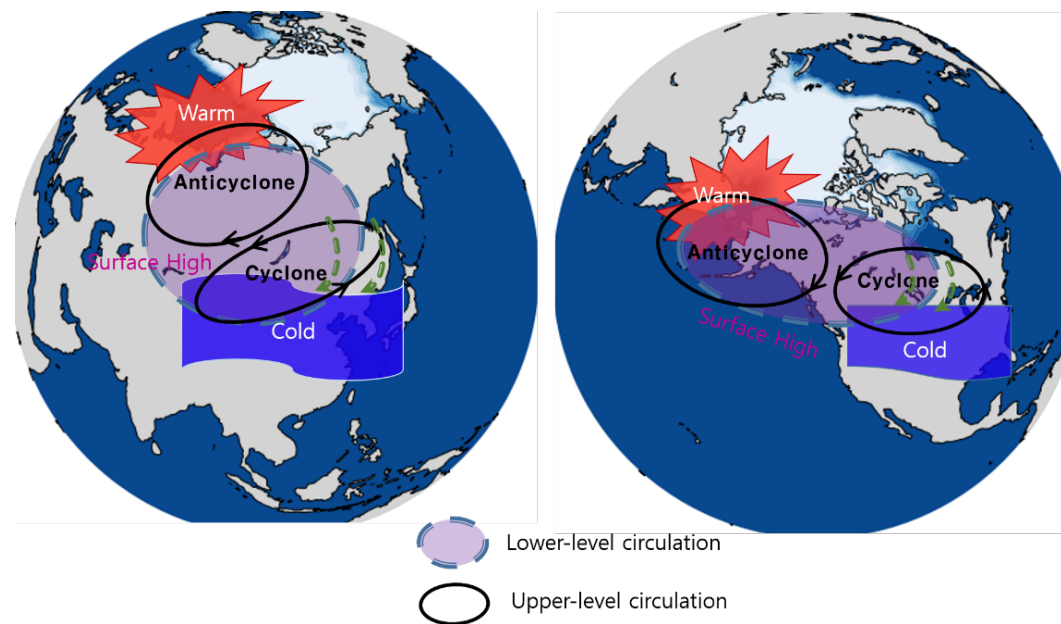 Warm
Anticyclone
Surface High
Cyclone
Cold
Warm
Anticyclone
Cyclone
Surface High
Cold
Lower-level circulation
Upper-level circulation